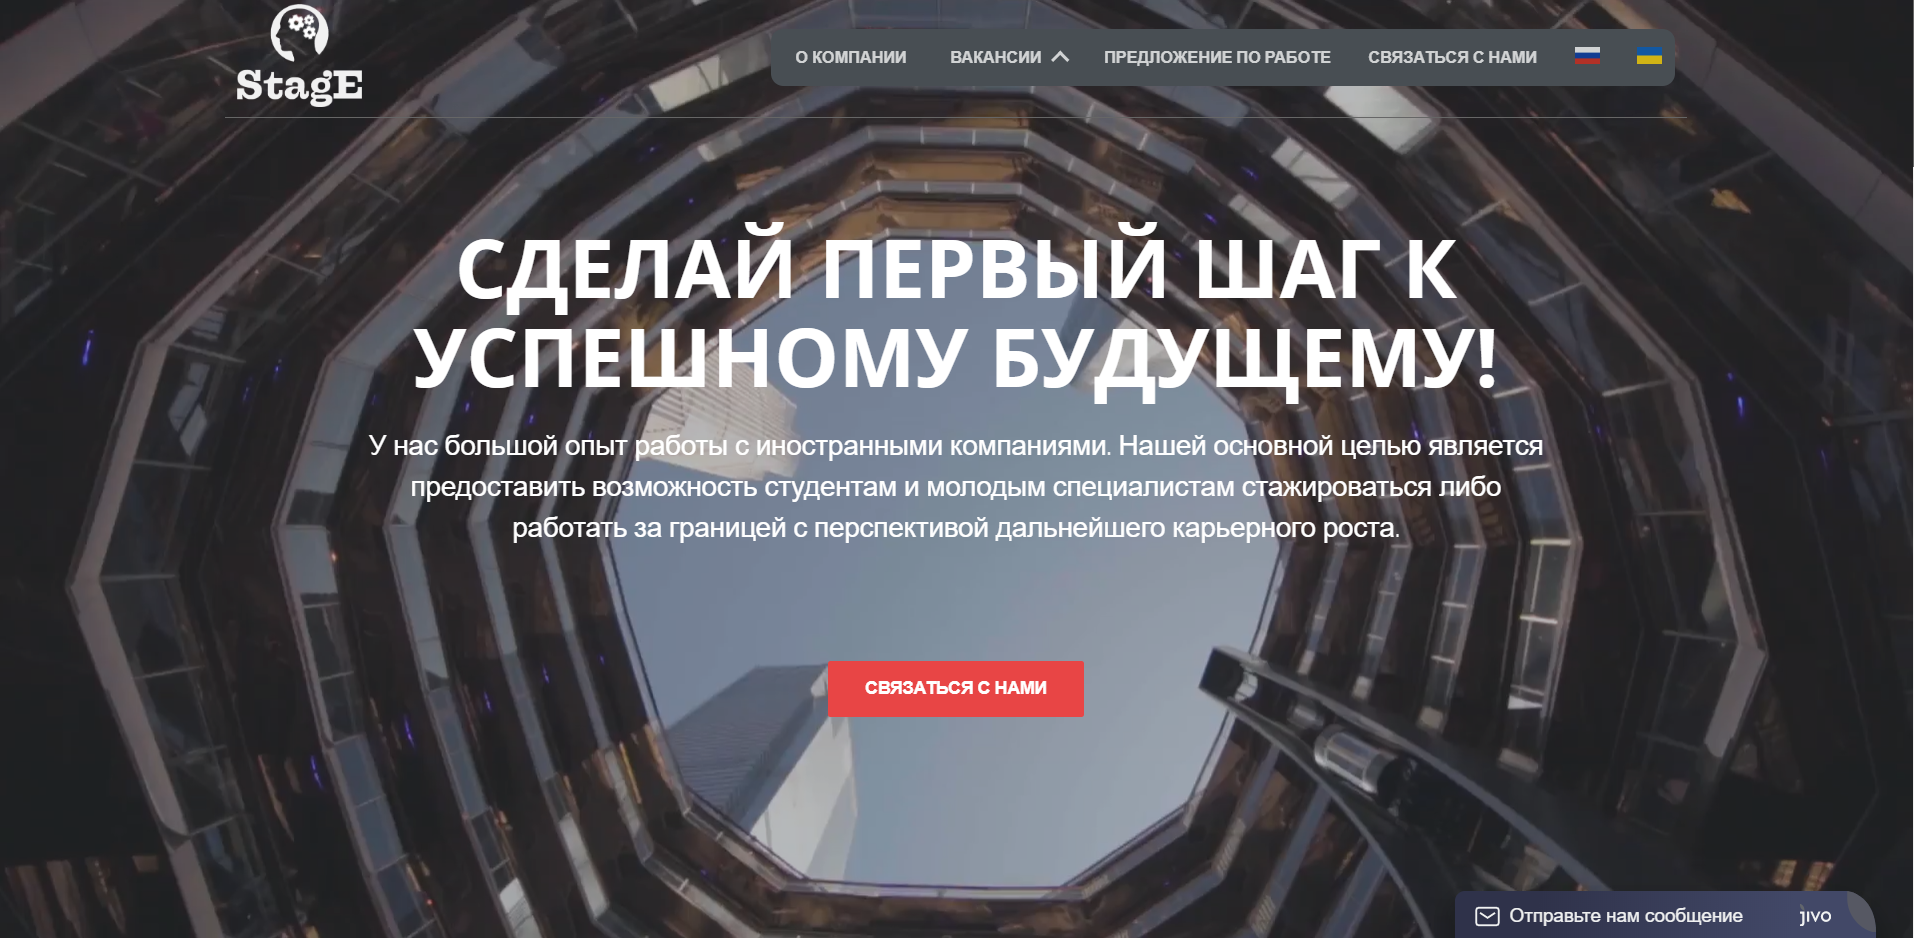 StagE
О КОМПАНИИ ВАКАНСИИ ПРЕДЛОЖЕНИЕ ПО РАБОТЕ СВЯЗАТЬСЯ С НАМИ
СДЕЛАЙ ПЕРВЫЙ ШАГ К
УСПЕШНОМУ БУДУЩЕМУ!
У нас большой опыт работы с иностранными компаниями. Нашей основной целью является
предоставить возможность студентам и молодым специалистам стажироваться либо
работать за границей с перспективой дальнейшего карьерного роста.
СВЯЗАТЬСЯ С НАМИ
Отправьте нам сообщение jivo